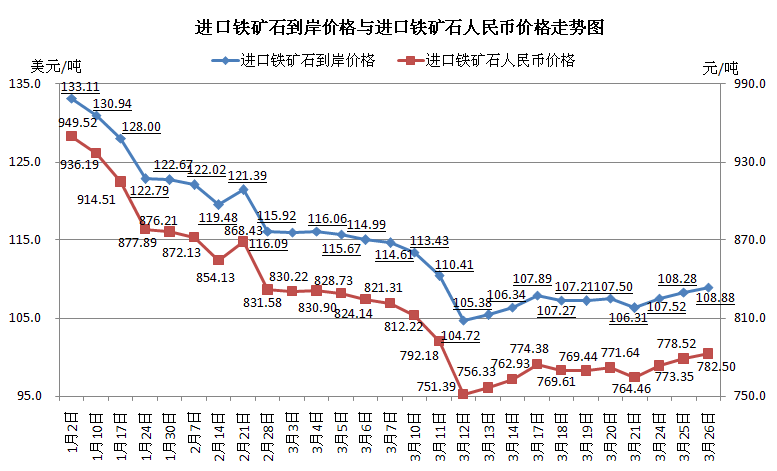 进口铁矿石到岸价格与进口铁矿石人民币价格走势图
美元/吨
进口铁矿石到岸价格
进口铁矿石人民币价格
元/吨
135.0
125.0
115.0
105.0
95.0
990.0
930.0
870.0
810.0
750.0
133.11
130.94
128.00
122.79
122.67
122.02
119.48
121.39
116.09
115.92
116.06
115.67
114.99
114.61
113.43
110.41
104.72
105.38
106.34
107.89
107.27
107.21
107.50
106.31
107.52
108.28
108.88
949.52
936.19
914.51
877.89
876.21
872.13
854.13
868.43
831.58
830.22
830.90
828.73
824.14
821.31
812.22
792.18
751.39
756.33
762.93
774.38
769.61
769.44
771.64
764.46
773.35
778.52
782.50
1月2日
1月10日
1月17日
1月24日
1月30日
2月7日
2月14日
2月21日
2月28日
3月3日
3月4日
3月5日
3月6日
3月7日
3月10日
3月11日
3月12日
3月13日
3月14日
3月17日
3月18日
3月19日
3月20日
3月21日
3月24日
3月25日
3月26日